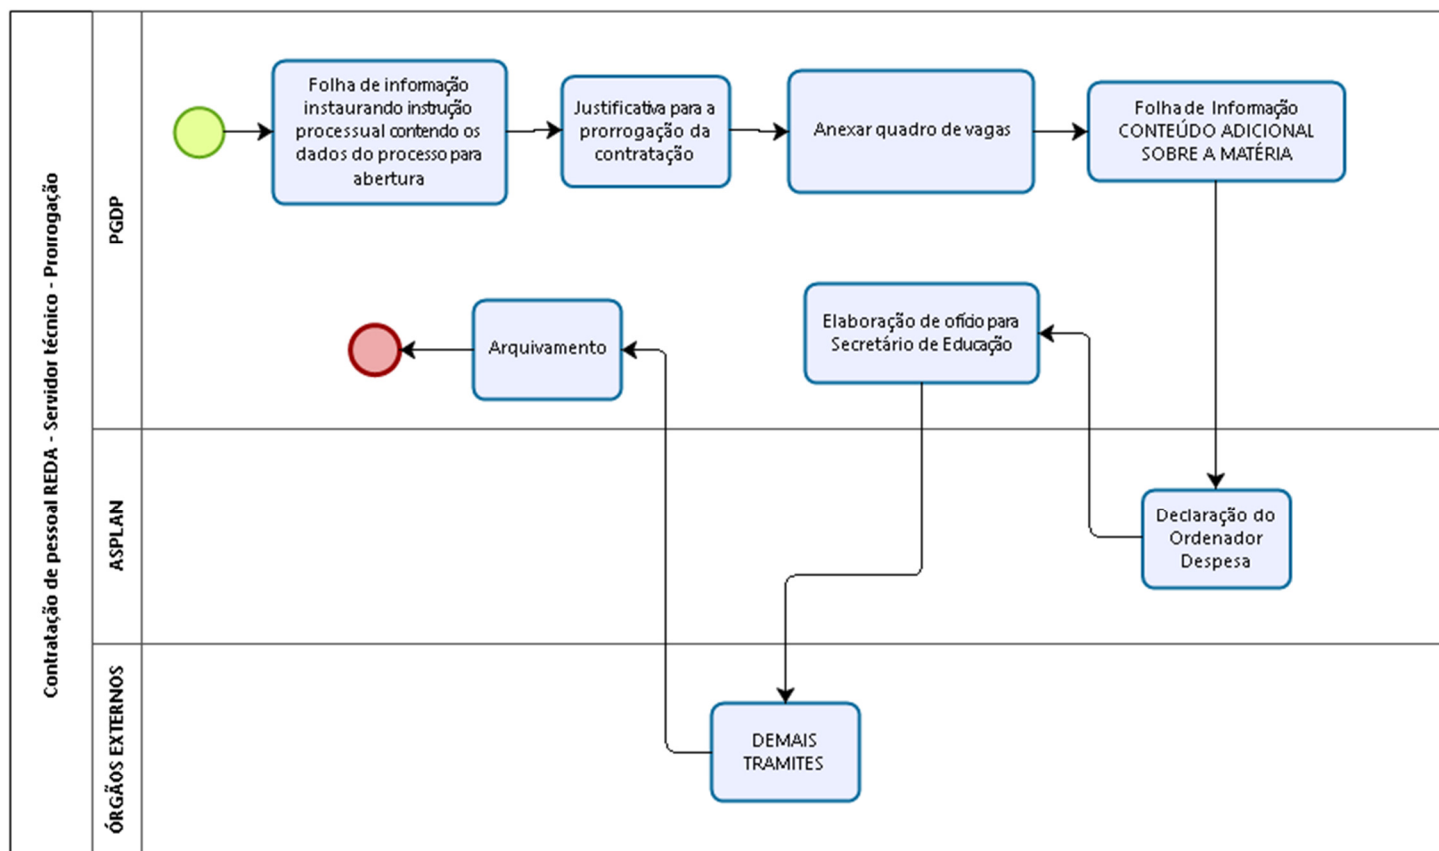 Contratação de pessoal REDA - Servidor técnico - Prorrogação
PGDP
Folha de informação
instaurando instrução
processual contendo os
dados do processo para
abertura
Justificativa para a
prorrogação da
contratação
Anexar quadro de vagas
Folha de Informação
CONTEÚDO ADICIONAL
SOBRE A MATÉRIA
Elaboração de ofício para
Secretário de Educação
Arquivamento
ASPLAN
Declaração do
Ordenador
Despesa
ÓRGÃOS EXTERNOS
DEMAIS
TRAMITES